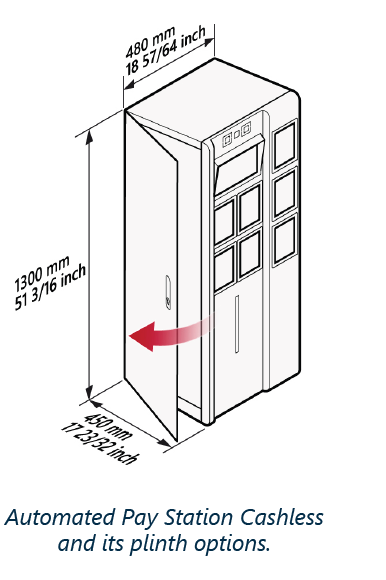 480 mm
18 57/64 inch
1300 mm
51 3/16 inch
450 mm
17 23/32 inch
Automated Pay Station Cashless
and its plinth options.